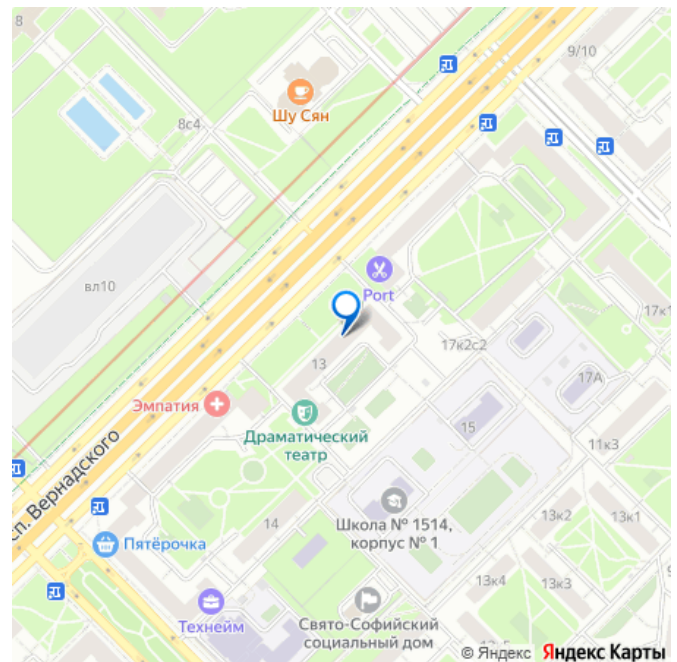 8
9/10
Шу Сян
8с4
вл10
Port
17к1
17к2с2
13
17А
Эмпатия
Драматический
театр
15
11к3
просп. Вернадского
14
Школа № 1514,
корпус № 1
13к2
13к1
Пятёрочка
13к4
13к3
Технейм
Свято-Софийский
социальный дом
© Яндекс Яндекс Карты